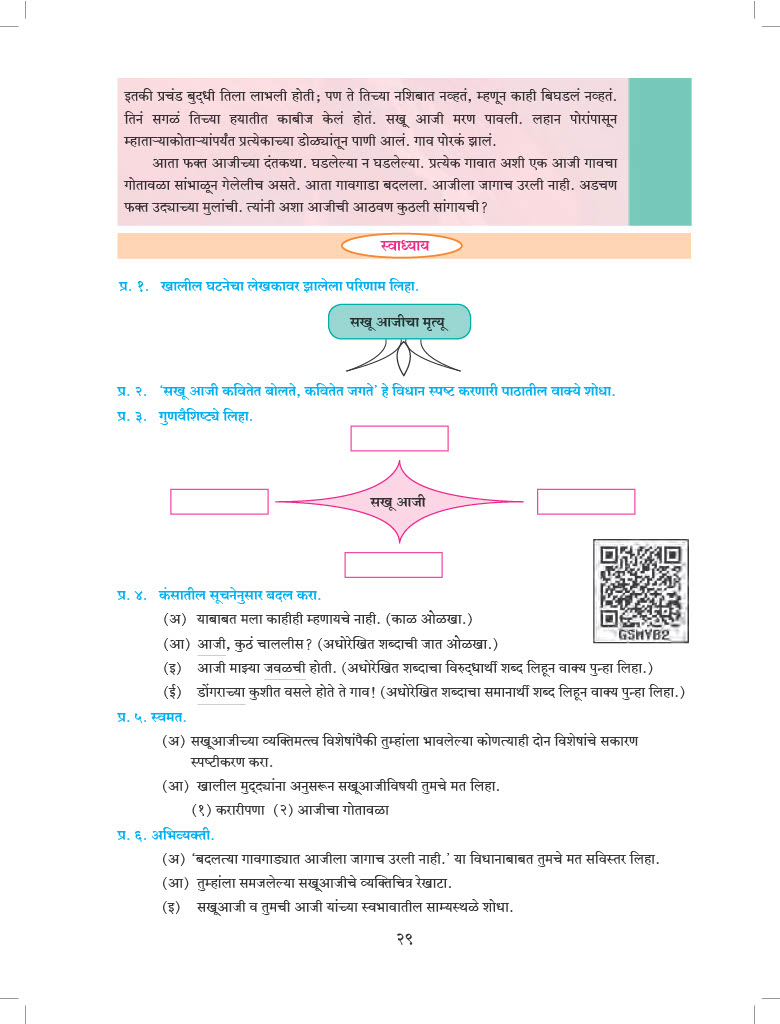 इतकी प्रचंड बुद्धी तिला लाभली होती; पण ते तिच्या नशिबात नव्हतं, म्हणून काही बिघडलं नव्हतं.
तिनं सगळं तिच्या हयातीत काबीज केलं होतं. सखू आजी मरण पावली. लहान पोरांपासून
म्हाताऱ्याकोताऱ्यांपर्यंत प्रत्येकाच्या डोळ्यांतून पाणी आलं. गाव पोरकं झालं.
आता फक्त आजीच्या दंतकथा. घडलेल्या न घडलेल्या. प्रत्येक गावात अशी एक आजी गावचा
गोतावळा सांभाळून गेलेलीच असते. आता गावगाडा बदलला. आजीला जागाच उरली नाही. अडचण
फक्त उद्याच्या मुलांची. त्यांनी अशा आजीची आठवण कुठली सांगायची?
स्वाध्याय
प्र. १. खालील घटनेचा लेखकावर झालेला परिणाम लिहा.
सखू आजीचा मृत्यू
प्र. २. ‘सखू आजी कवितेत बोलते, कवितेत जगते’ हे विधान स्पष्ट करणारी पाठातील वाक्ये शोधा.
प्र. ३. गुणवैशिष्ट्ये लिहा.
सखू आजी
प्र. ४. कंसातील सूचनेनुसार बदल करा.
(अ) याबाबत मला काहीही म्हणायचे नाही. (काळ ओळखा.)
(आ) आजी, कुठं चाललीस? (अधोरेखित शब्दाची जात ओळखा.)
(इ) आजी माझ्या जवळची होती. (अधोरेखित शब्दाचा विरुद्धार्थी शब्द लिहून वाक्य पुन्हा लिहा.)
(ई) डोंगराच्या कुशीत वसले होते ते गाव! (अधोरेखित शब्दाचा समानार्थी शब्द लिहून वाक्य पुन्हा लिहा.)
GSMYB2
प्र. ५. स्वमत.
(अ) सखूआजीच्या व्यक्तिमत्त्व विशेषांपैकी तुम्हांला भावलेल्या कोणत्याही दोन विशेषांचे सकारण
स्पष्टीकरण करा.
(आ) खालील मुद्द्यांना अनुसरून सखूआजीविषयी तुमचे मत लिहा.
(१) करारीपणा (२) आजीचा गोतावळा
प्र. ६. अभिव्यक्ती.
(अ) ‘बदलत्या गावगाड्यात आजीला जागाच उरली नाही.’ या विधानाबाबत तुमचे मत सविस्तर लिहा.
(आ) तुम्हांला समजलेल्या सखूआजीचे व्यक्तिचित्र रेखाटा.
(इ) सखूआजी व तुमची आजी यांच्या स्वभावातील साम्यस्थळे शोधा.
२९